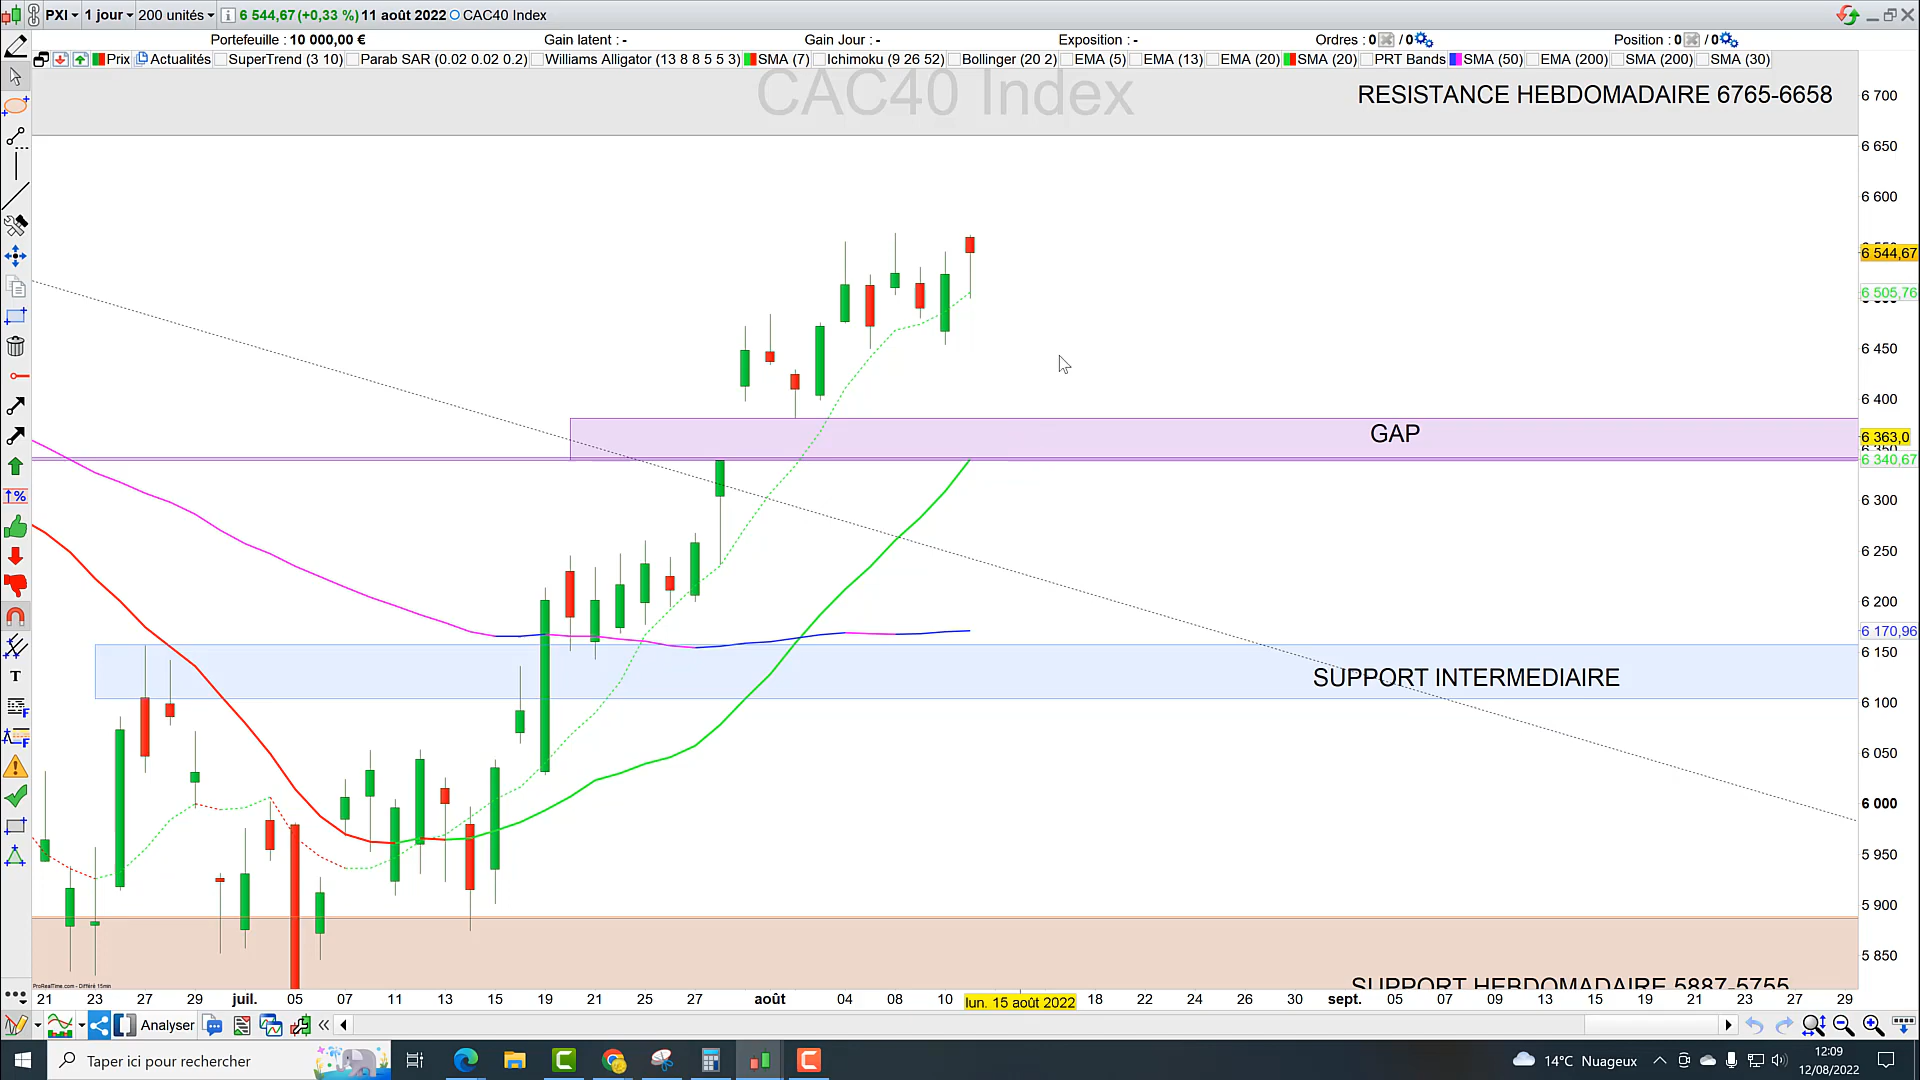 PXI 1 jour 200 unités 6 544,67 (+0,33 %) 11 août 2022 CAC40 Index
Portefeuille : 10 000,00 € Gain latent : - Gain Jour : - Exposition : - Ordres : 0 / 0 Position : 0 / 0
Prix Actualités SuperTrend (3 10) Parab SAR (0.02 0.02 0.2) Williams Alligator (13 8 8 5 5 3) SMA (7) Ichimoku (9 26 52) Bollinger (20 2) EMA (5) EMA (13) EMA (20) SMA (20) PRT Bands SMA (50) EMA (200) SMA (200) SMA (30)
CAC40 Index
RESISTANCE HEBDOMADAIRE 6765-6658
6 700
6 650
6 600
6 544,67
6 505,76
6 450
6 400
GAP
6 363,0
6 340,67
6 300
6 250
6 200
6 170,96
6 150
SUPPORT INTERMEDIAIRE
6 100
6 050
6 000
5 950
5 900
5 850
SUPPORT HEBDOMADAIRE 5887-5755
ProRealTime.com - Différé 15min
21 23 27 29 juil. 05 07 11 13 15 19 21 25 27 août 04 08 10 lun. 15 août 2022 18 22 24 26 30 sept. 05 07 09 13 15 19 21 23 27 29
Analyser
Taper ici pour rechercher
14°C Nuageux
12:09
12/08/2022